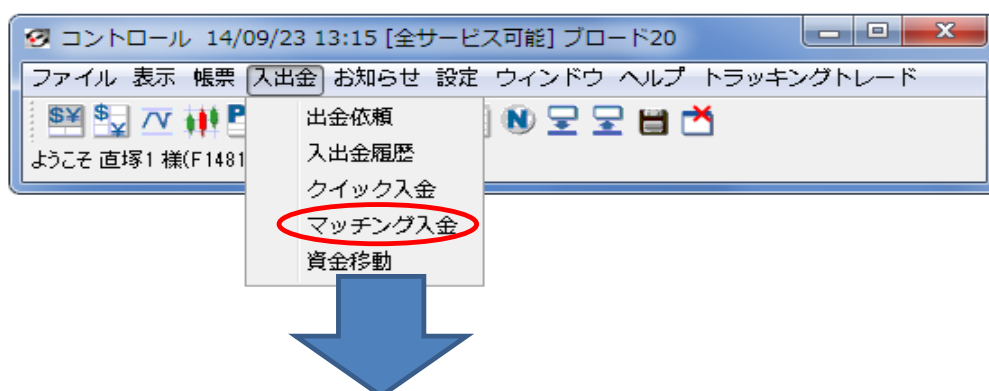 コントロール 14/09/23 13:15 [全サービス可能] ブロード20
ファイル 表示 帳票 入出金 お知らせ 設定 ウィンドウ ヘルプ トラッキングトレード
ようこそ 直塚1 様(F1481
出金依頼
入出金履歴
クイック入金
マッチング入金
資金移動